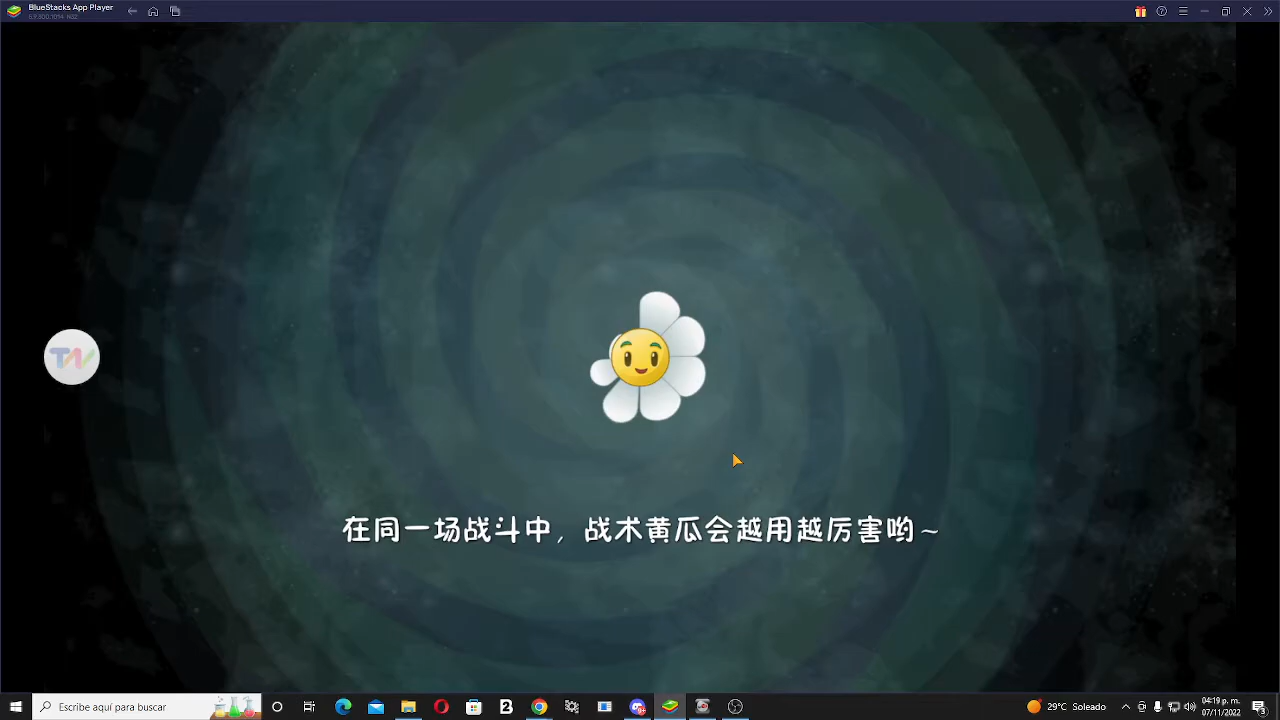 BlueStacks App Player
在同一场战斗中，战术黄瓜会越用越厉害哟～
TW
Escribe aquí para buscar
29°C Soleado
04:19 p. m.
07/11/2022